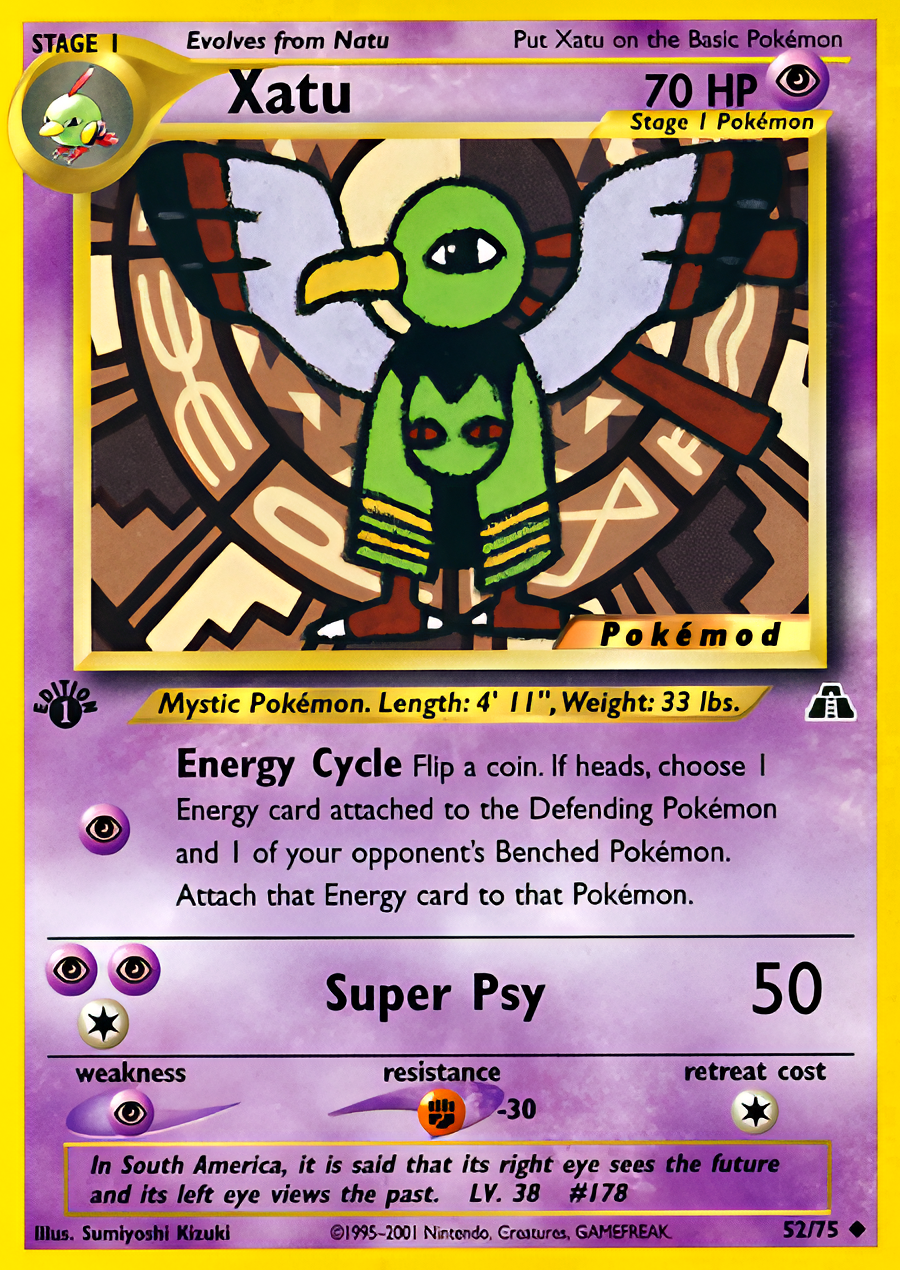 STAGE 1 Evolves from Natu Put Xatu on the Basic Pokémon
Xatu 70 HP
Stage 1 Pokémon
Pokémod
EDITION
1
Mystic Pokémon. Length: 4' 11", Weight: 33 lbs.
Energy Cycle Flip a coin. If heads, choose 1
Energy card attached to the Defending Pokémon
and 1 of your opponent's Benched Pokémon.
Attach that Energy card to that Pokémon.
Super Psy 50
weakness resistance retreat cost
-30
In South America, it is said that its right eye sees the future
and its left eye views the past. LV. 38 #178
Illus. Sumiyoshi Kizuki ©1995-2001 Nintendo, Creatures, GAMEFREAK 52/75